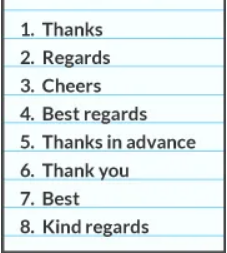 1. Thanks
2. Regards
3. Cheers
4. Best regards
5. Thanks in advance
6. Thank you
7. Best
8. Kind regards